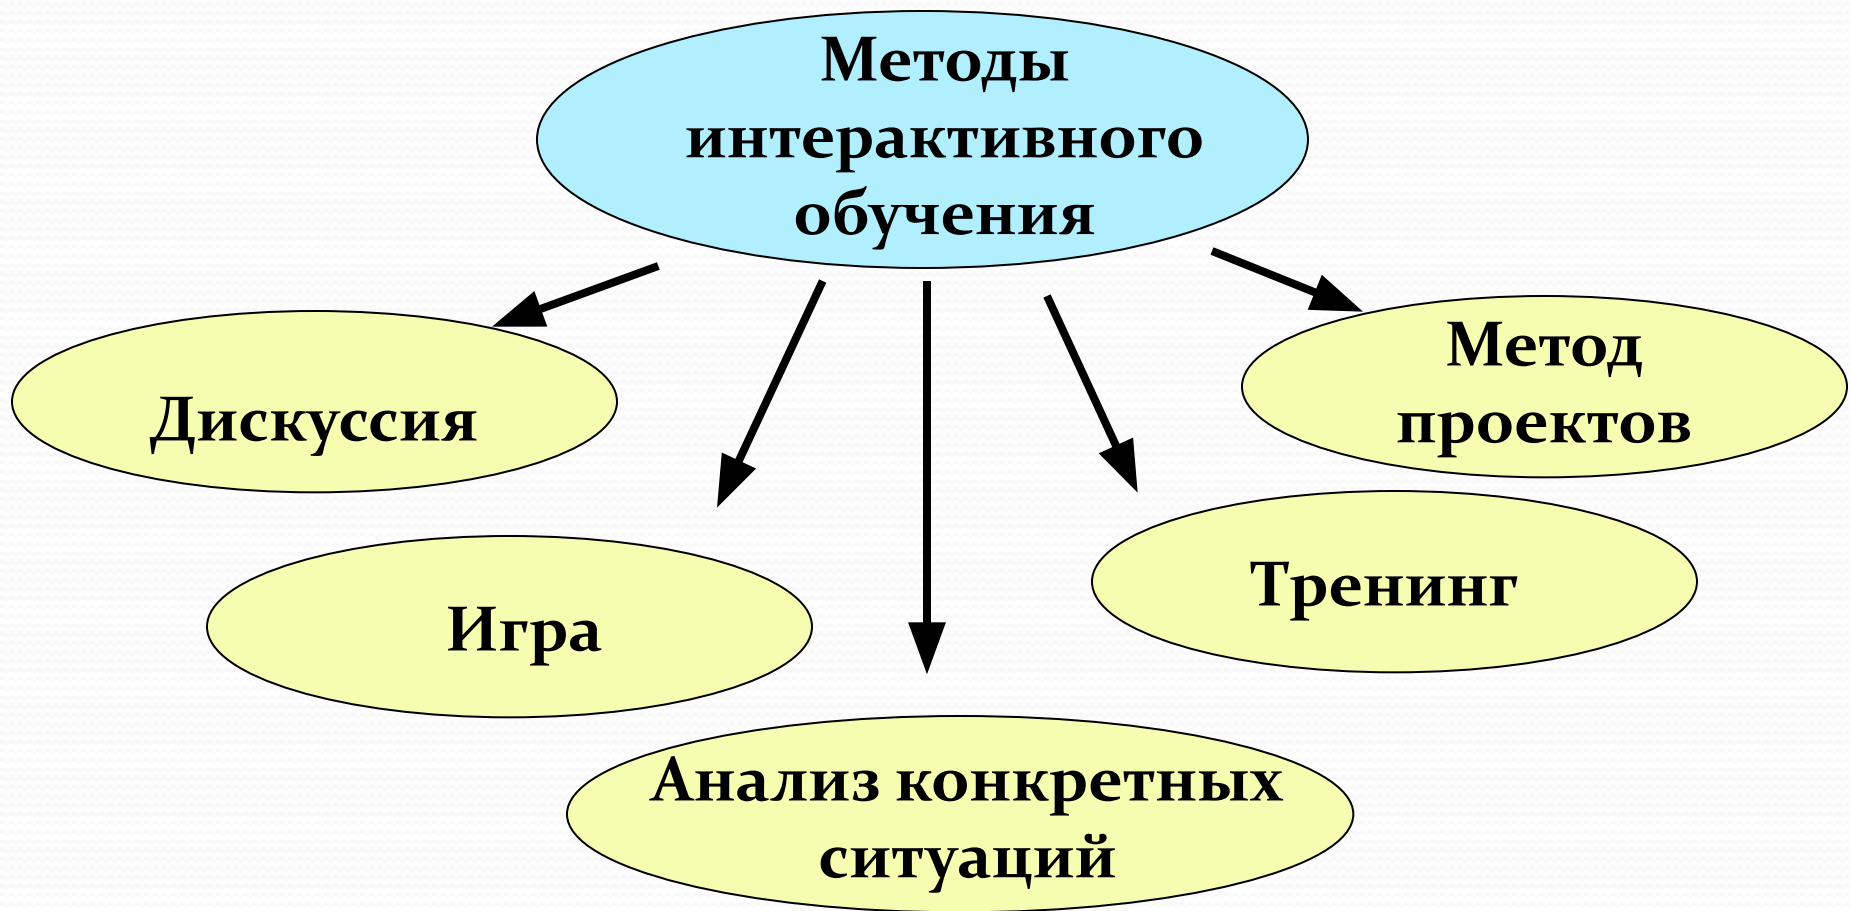 Методы
интерактивного
обучения
Дискуссия
Метод
проектов
Игра
Тренинг
Анализ конкретных
ситуаций